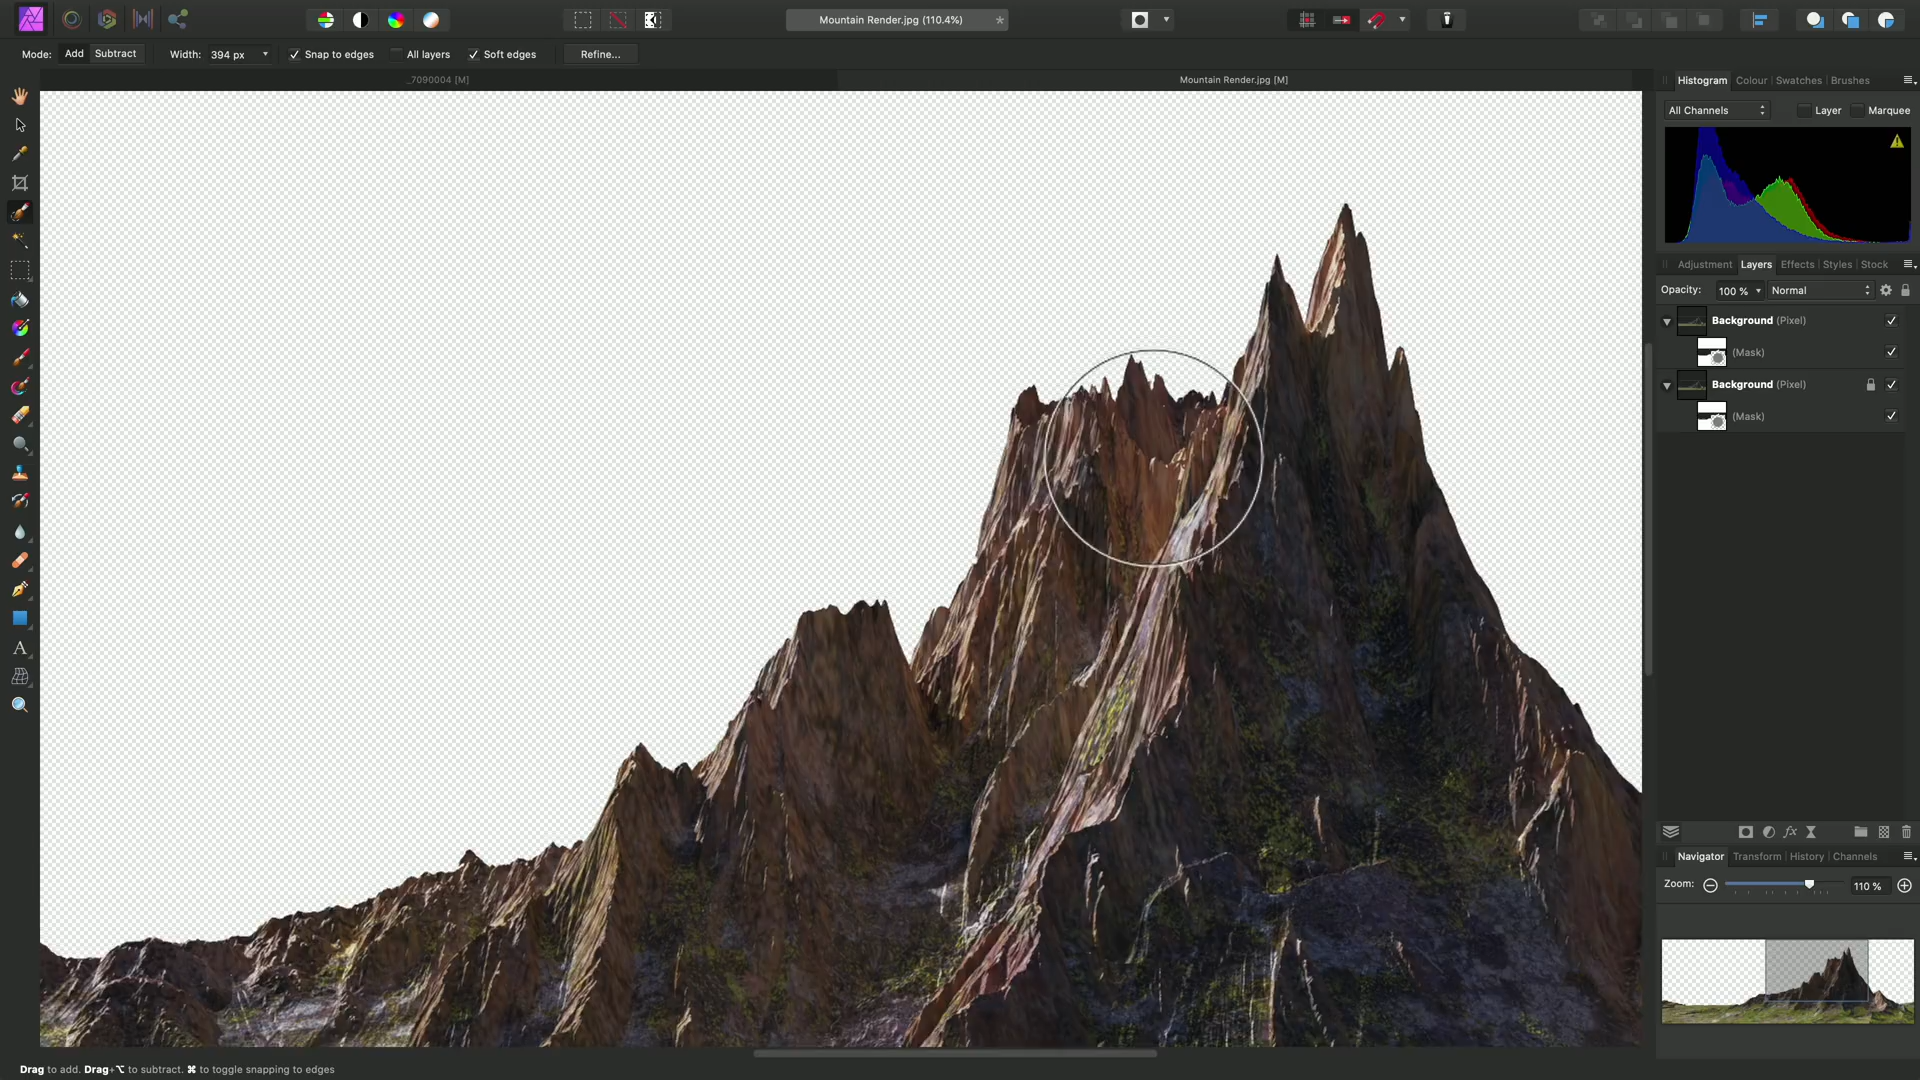 Mountain Render.jpg (110.4%)
Mode: Add Subtract Width: 394 px Snap to edges All layers Soft edges Refine...
_7090004 [M] Mountain Render.jpg [M]
Histogram Colour Swatches Brushes
All Channels Layer Marquee
Adjustment Layers Effects Styles Stock
Opacity: 100 % Normal
Background (Pixel)
(Mask)
Background (Pixel)
(Mask)
fx
Navigator Transform History Channels
Zoom: 110 %
Drag to add. Drag+⌥ to subtract. ⌘ to toggle snapping to edges